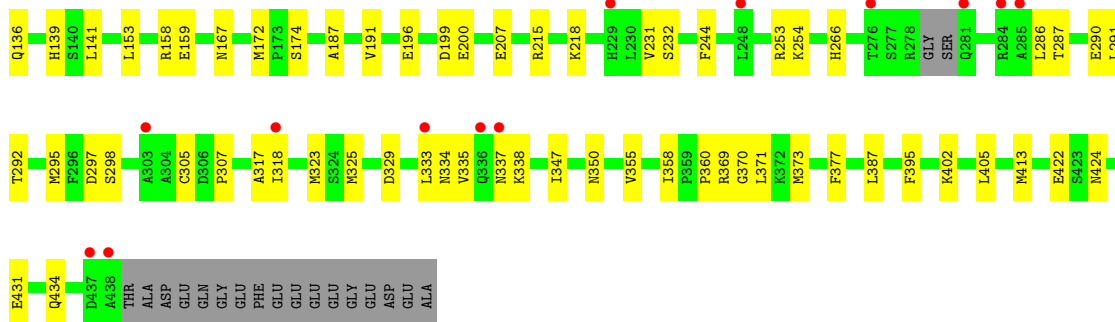 Q136 H139 S140 L141 L153 R158 E159 N167 M172 P173 S174 A187 V191 E196 D199 E200 E207 R215 K218 H229 L230 V231 S232 F244 L248 R253 K254 H266 T276 S277 R278 GLY SER Q281 R284 A285 L286 T287 E290
T292 M295 F296 D297 S298 A303 A304 C305 D306 P307 A317 I318 M323 S324 M325 D329 L333 N334 V335 Q336 N337 K338 I347 N350 V355 I358 P359 P360 R369 G370 L371 K372 M373 F377 L387 F395 K402 L405 M413 E422 S423 N424
E431 Q434 D437 A438 THR ALA ASP GLU GLN GLY GLU PHE GLU GLU GLU GLU GLY GLU ASP GLU ALA